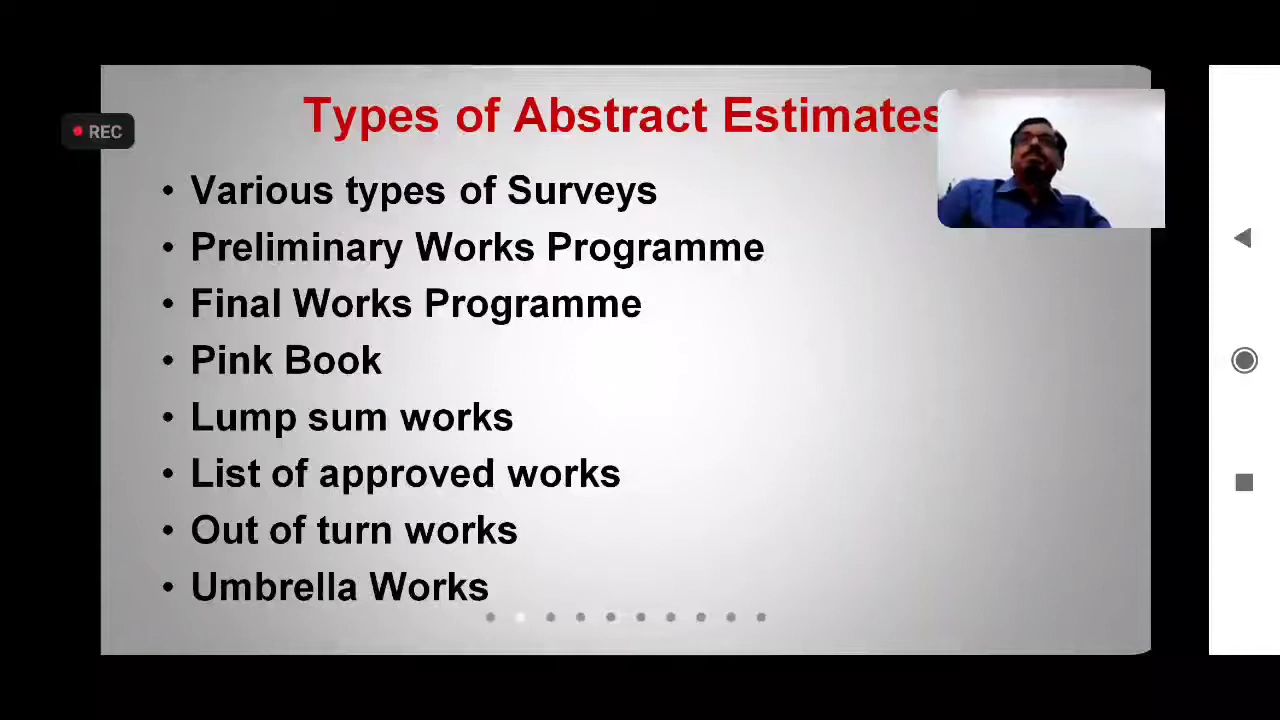 Types of Abstract Estimates
REC
• Various types of Surveys
• Preliminary Works Programme
• Final Works Programme
• Pink Book
• Lump sum works
• List of approved works
• Out of turn works
• Umbrella Works